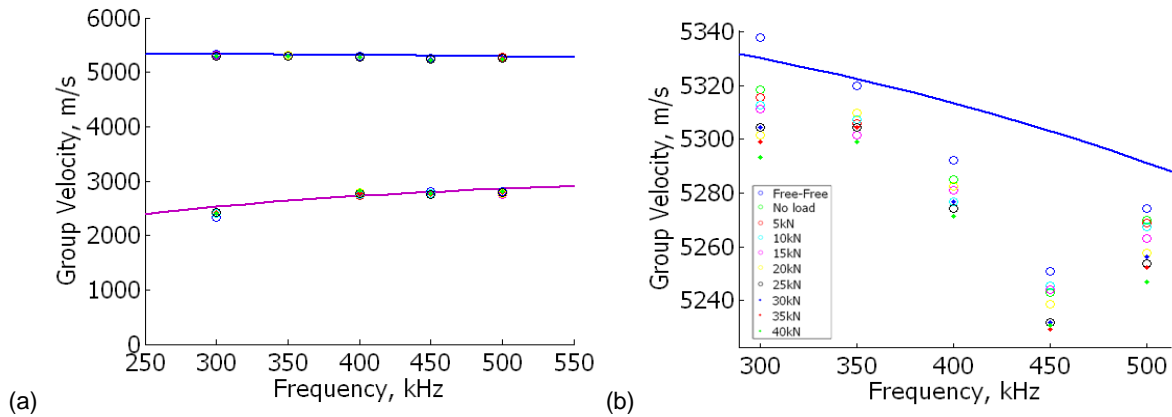 6000
5000
4000
3000
2000
1000
0
250 300 350 400 450 500 550
Group Velocity, m/s
Frequency, kHz
(a)
5340
5320
5300
5280
5260
5240
300 350 400 450 500
Group Velocity, m/s
Frequency, kHz
Free-Free
No load
5kN
10kN
15kN
20kN
25kN
30kN
35kN
40kN
(b)